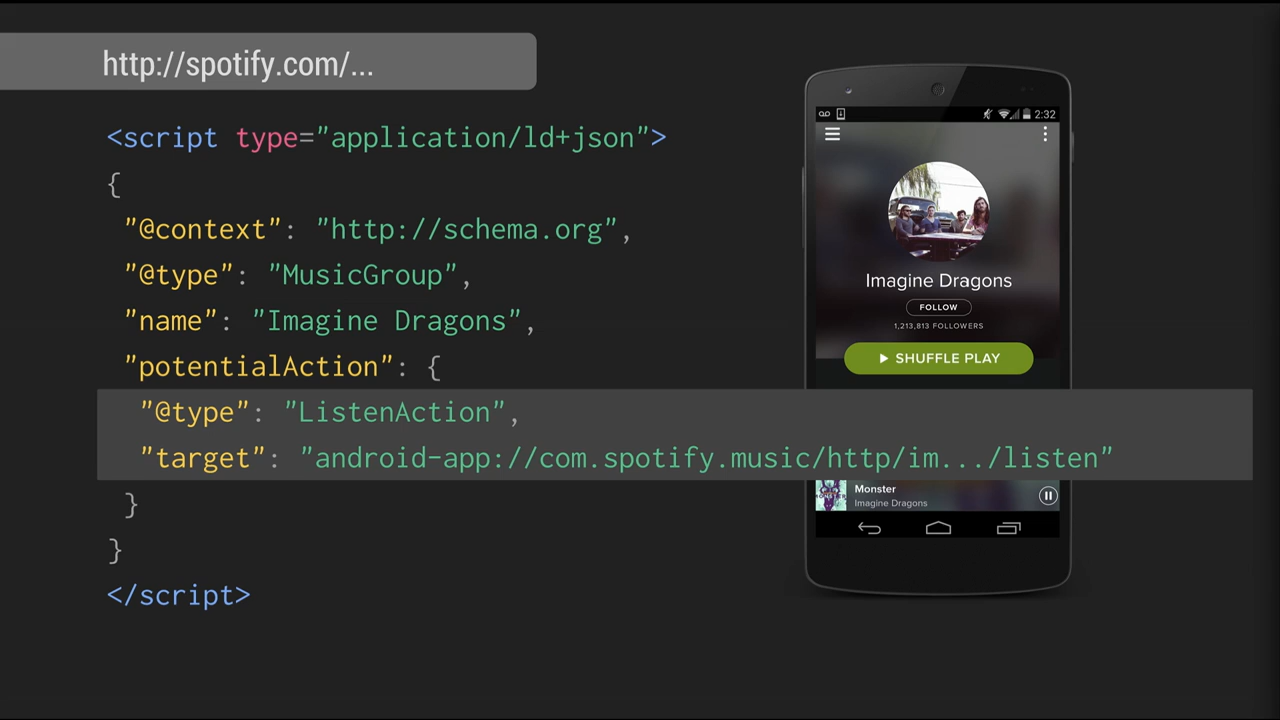 http://spotify.com/...
<script type="application/ld+json">
{
"@context": "http://schema.org",
"@type": "MusicGroup",
"name": "Imagine Dragons",
"potentialAction": {
"@type": "ListenAction",
"target": "android-app://com.spotify.music/http/im.../listen"
}
}
</script>
2:32
Imagine Dragons
FOLLOW
1,213,813 FOLLOWERS
SHUFFLE PLAY
Monster
Imagine Dragons